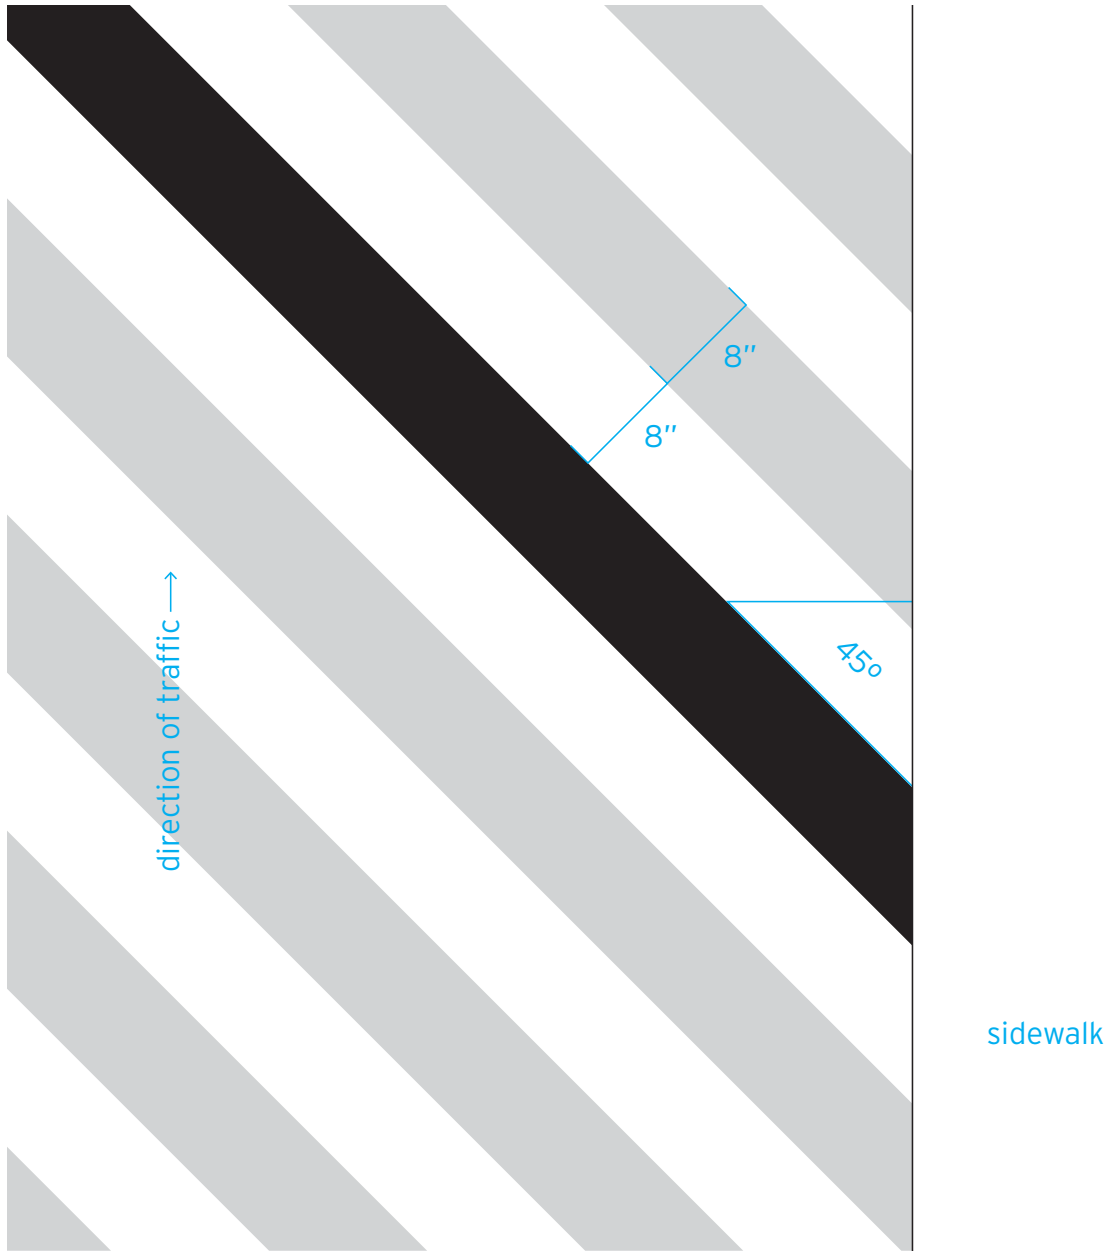 8″
8″
45º
direction of traffic →
sidewalk